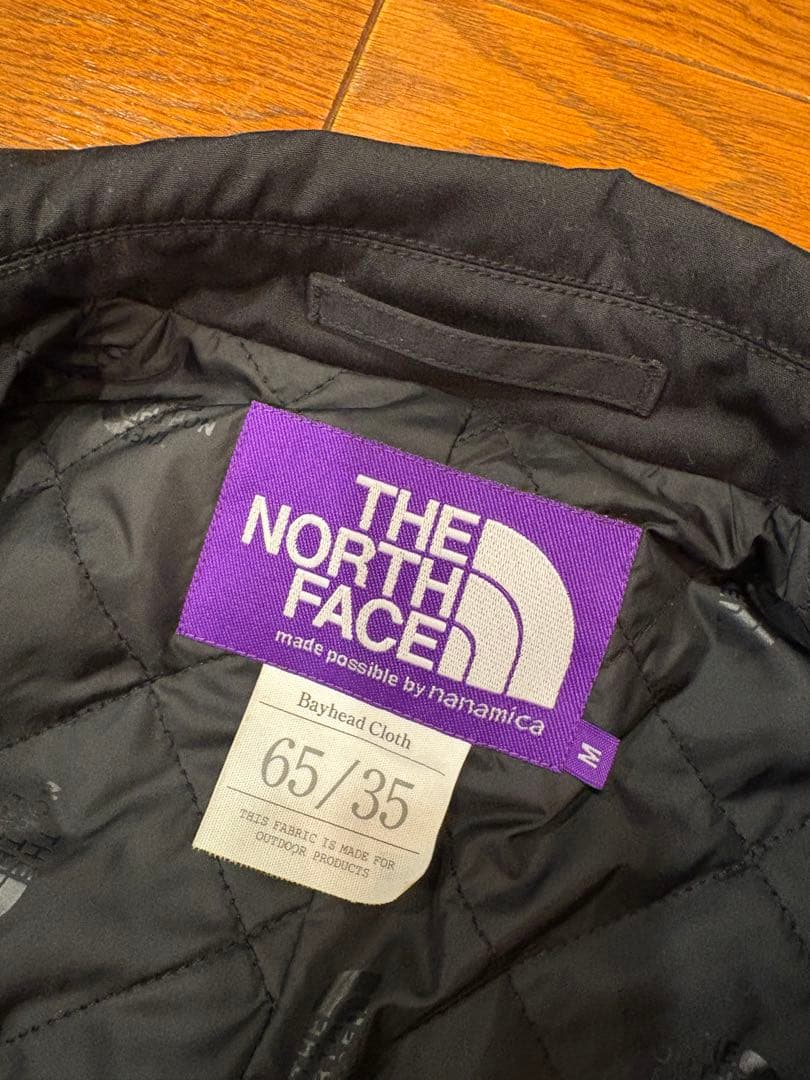 THE
NORTH
FACE
made possible by nanamica
M
Bayhead Cloth
65/35
THIS FABRIC IS MADE FOR
OUTDOOR PRODUCTS